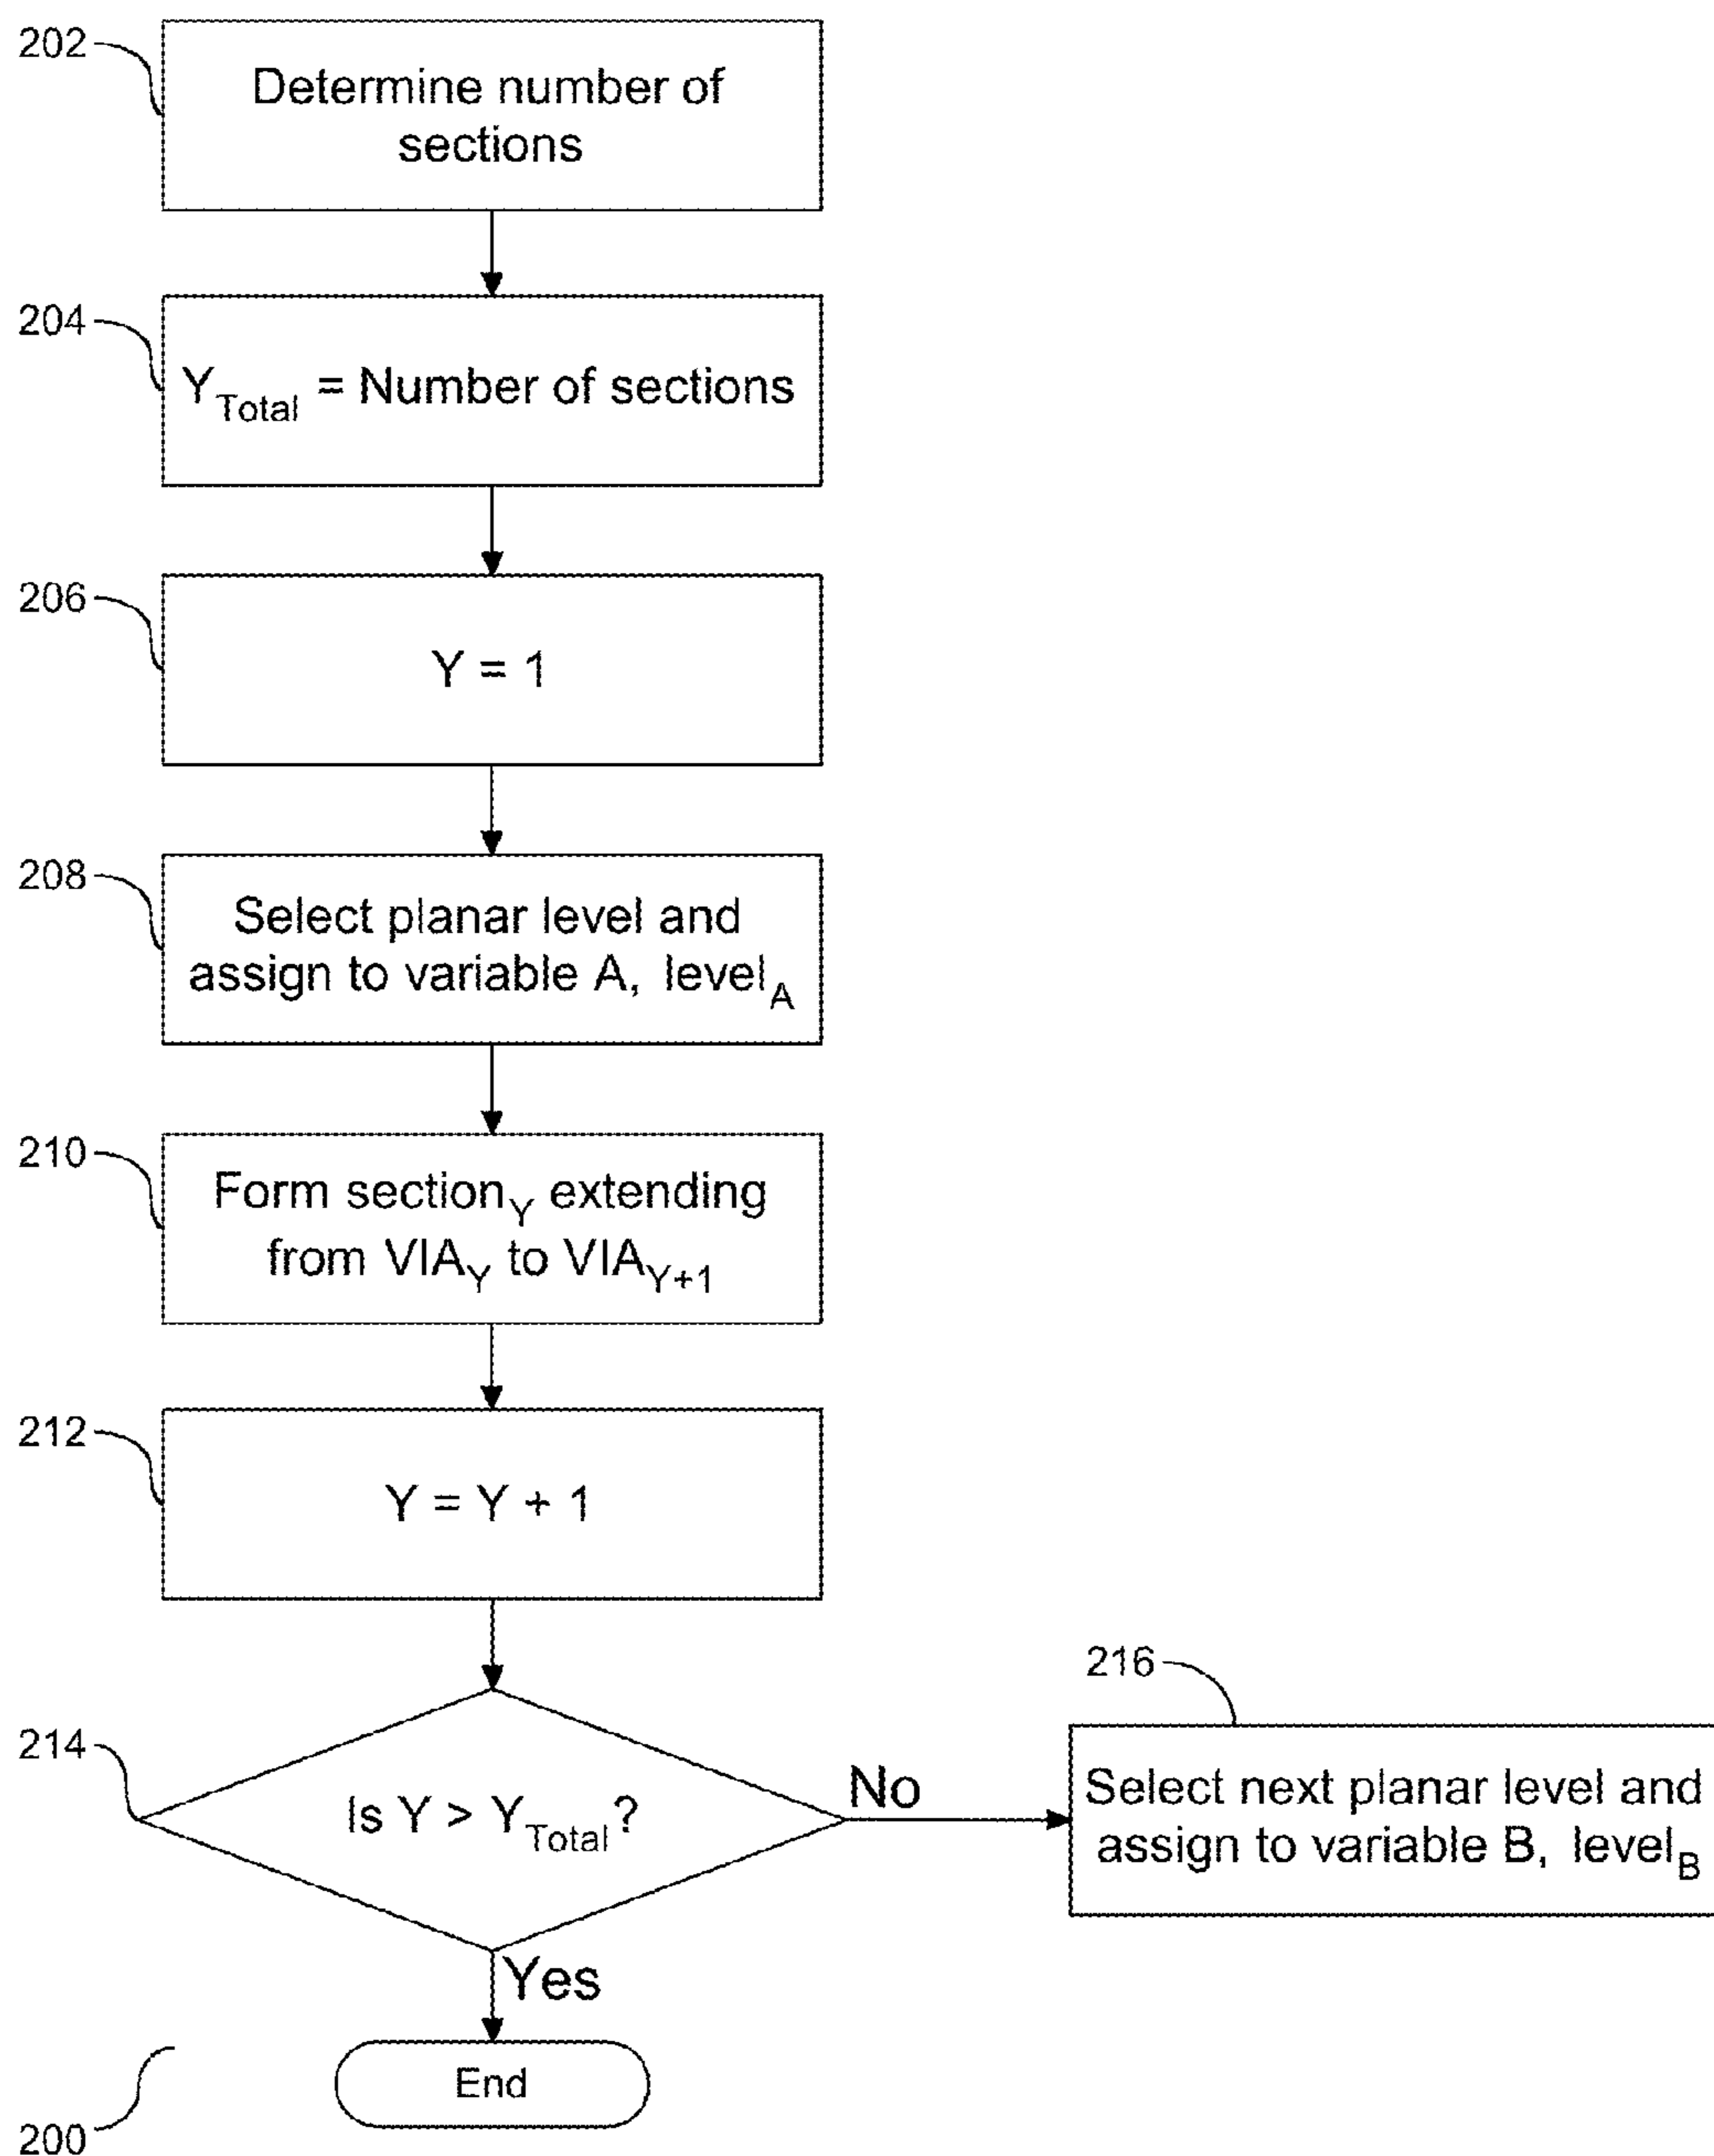 202
Determine number of
sections
204
Y_Total = Number of sections
206
Y = 1
208
Select planar level and
assign to variable A, level_A
210
Form section_Y extending
from VIA_Y to VIA_Y+1
212
Y = Y + 1
216
214
Is Y > Y_Total?
No
Select next planar level and
assign to variable B, level_B
Yes
End
200